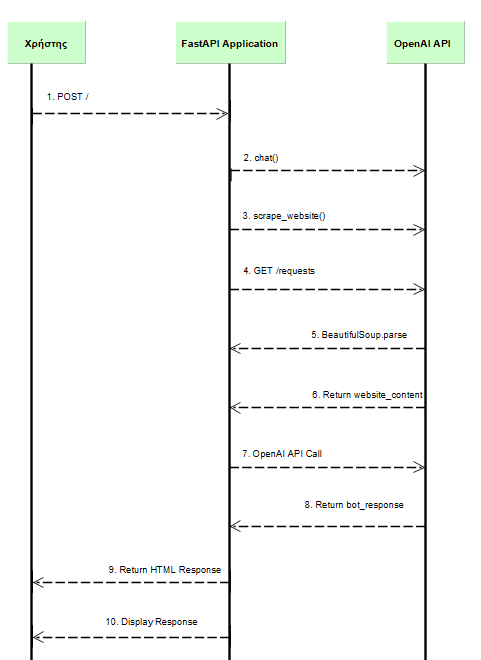 Χρήστης
FastAPI Application
OpenAI API
1. POST /
2. chat()
3. scrape_website()
4. GET /requests
5. BeautifulSoup.parse
6. Return website_content
7. OpenAI API Call
8. Return bot_response
9. Return HTML Response
10. Display Response